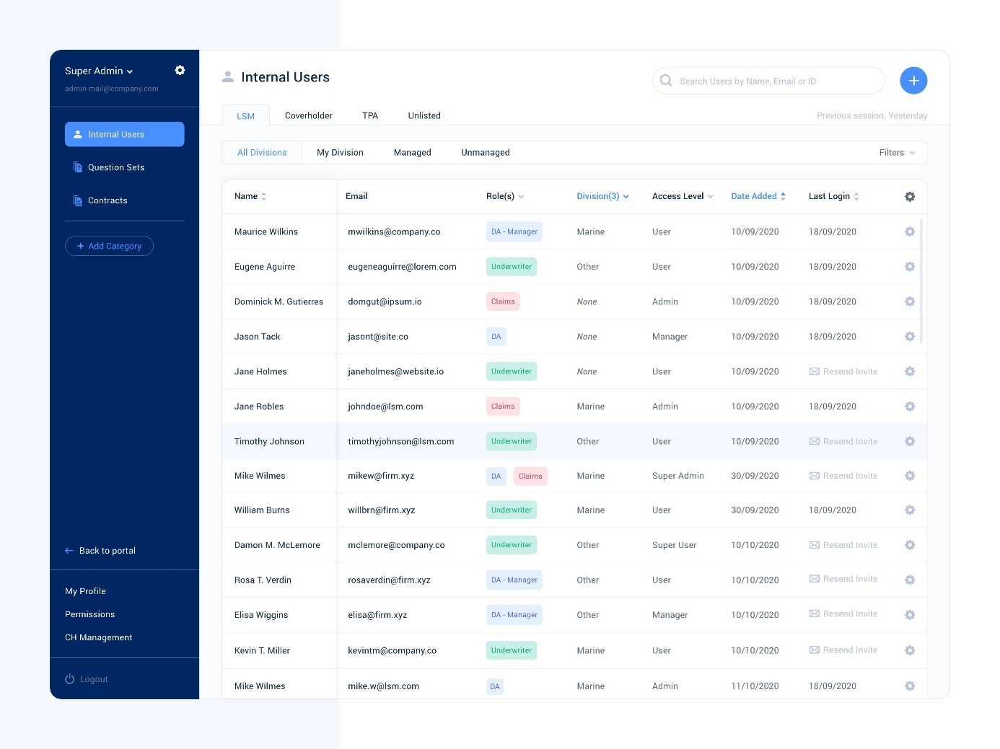 Super Admin
admin-mail@company.com
Internal Users
Question Sets
Contracts
+ Add Category
Back to portal
My Profile
Permissions
CH Management
Logout
Internal Users
Search Users by Name, Email or ID
LSM Coverholder TPA Unlisted Previous session: Yesterday
All Divisions My Division Managed Unmanaged Filters
Name Email Role(s) Division(3) Access Level Date Added Last Login
Maurice Wilkins mwilkins@company.co DA - Manager Marine User 10/09/2020 18/09/2020
Eugene Aguirre eugeneaguirre@lorem.com Underwriter Other User 10/09/2020 18/09/2020
Dominick M. Gutierres domgut@ipsum.io Claims None Admin 10/09/2020 18/09/2020
Jason Tack jasont@site.co DA None Manager 10/09/2020 18/09/2020
Jane Holmes janeholmes@website.io Underwriter None User 10/09/2020 Resend Invite
Jane Robles johndoe@lsm.com Claims Marine Admin 10/09/2020 18/09/2020
Timothy Johnson timothyjohnson@lsm.com Underwriter Other User 10/09/2020 Resend Invite
Mike Wilmes mikew@firm.xyz DA Claims Marine Super Admin 30/09/2020 Resend Invite
William Burns willbrn@firm.xyz Underwriter Marine User 30/09/2020 18/09/2020
Damon M. McLemore mclemore@company.co Underwriter Other Super User 10/10/2020 Resend Invite
Rosa T. Verdin rosaverdin@firm.xyz DA - Manager Other User 10/10/2020 Resend Invite
Elisa Wiggins elisa@firm.xyz DA - Manager Other Manager 10/10/2020 Resend Invite
Kevin T. Miller kevintm@company.co Underwriter Marine User 10/10/2020 Resend Invite
Mike Wilmes mike.w@lsm.com DA Marine Admin 11/10/2020 18/09/2020